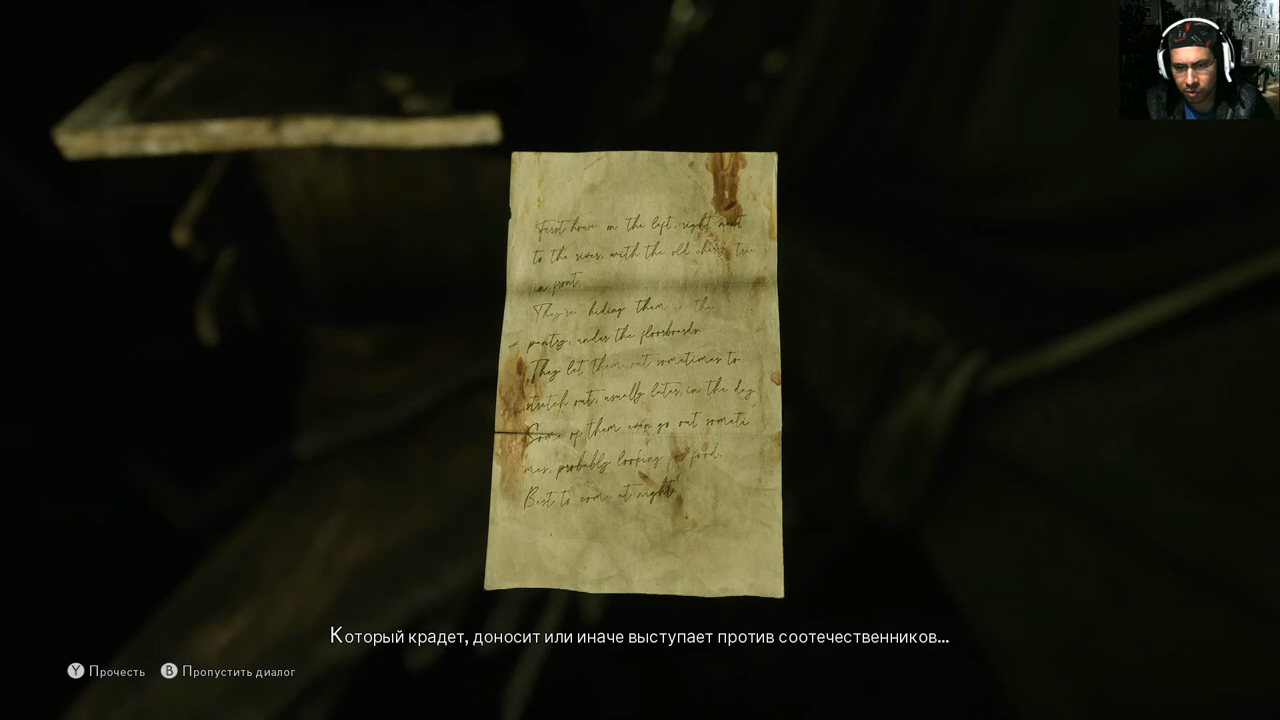 First house on the left, right next
to the river, with the old cherry tree
in front.
They're hiding them in the
pantry, under the floorboards.
They let them out sometimes to
stretch out, usually later in the day
Some of them even go out someti
mes, probably looking for food.
Best to come at night.
Который крадет, доносит или иначе выступает против соотечественников...
Y Прочесть B Пропустить диалог